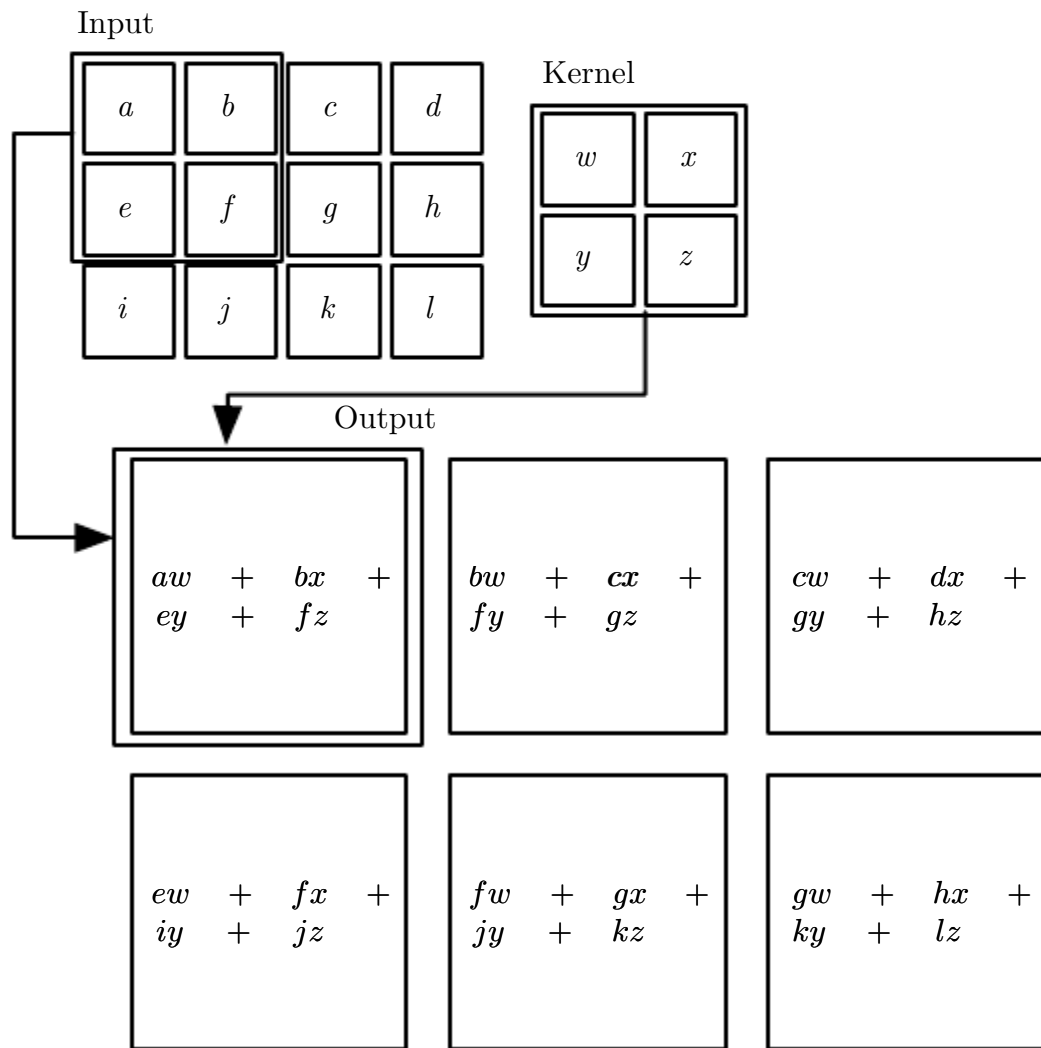 Input
a b c d
Kernel
w x
e f g h
y z
i j k l
Output
aw + bx +
ey + fz
bw + cx +
fy + gz
cw + dx +
gy + hz
ew + fx +
iy + jz
fw + gx +
jy + kz
gw + hx +
ky + lz